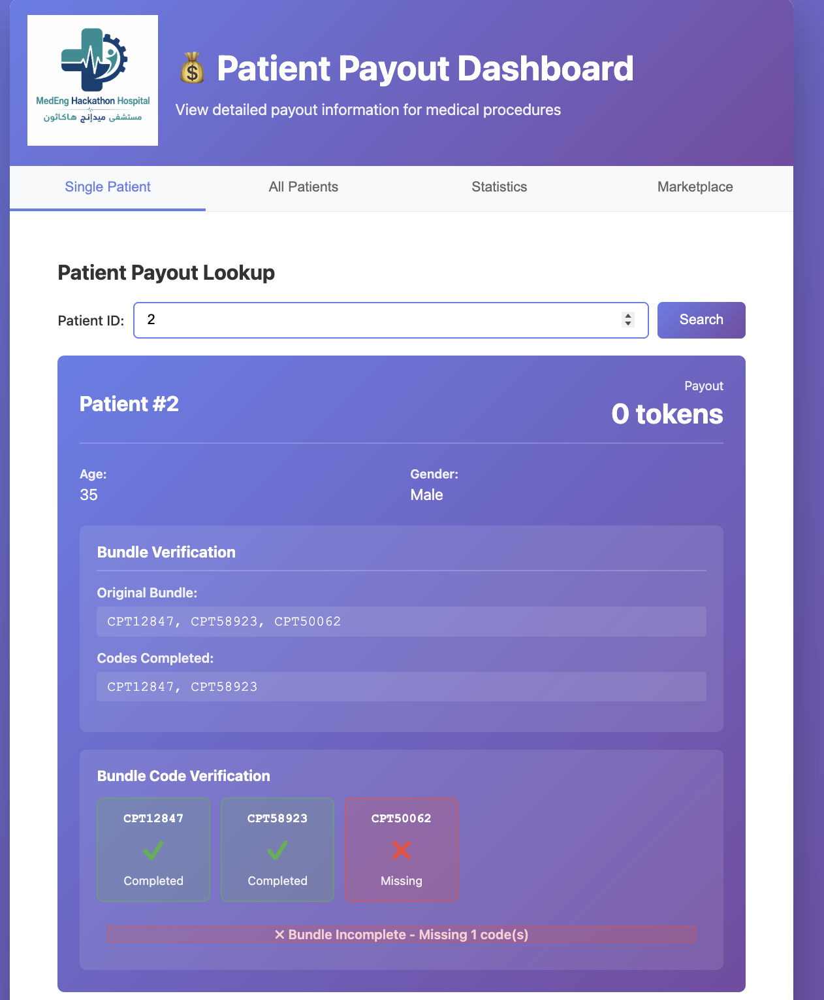 MedEng Hackathon Hospital
مستشفى ميدإنج هاكاثون
Patient Payout Dashboard
View detailed payout information for medical procedures
Single Patient All Patients Statistics Marketplace
Patient Payout Lookup
Patient ID: 2 Search
Payout
Patient #2 0 tokens
Age: Gender:
35 Male
Bundle Verification
Original Bundle:
CPT12847, CPT58923, CPT50062
Codes Completed:
CPT12847, CPT58923
Bundle Code Verification
CPT12847 CPT58923 CPT50062
Completed Completed Missing
× Bundle Incomplete - Missing 1 code(s)